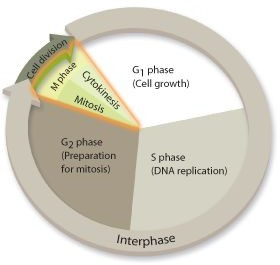 Cell division
M phase
Cytokinesis
Mitosis
G₁ phase
(Cell growth)
G₂ phase
(Preparation
for mitosis)
S phase
(DNA replication)
Interphase